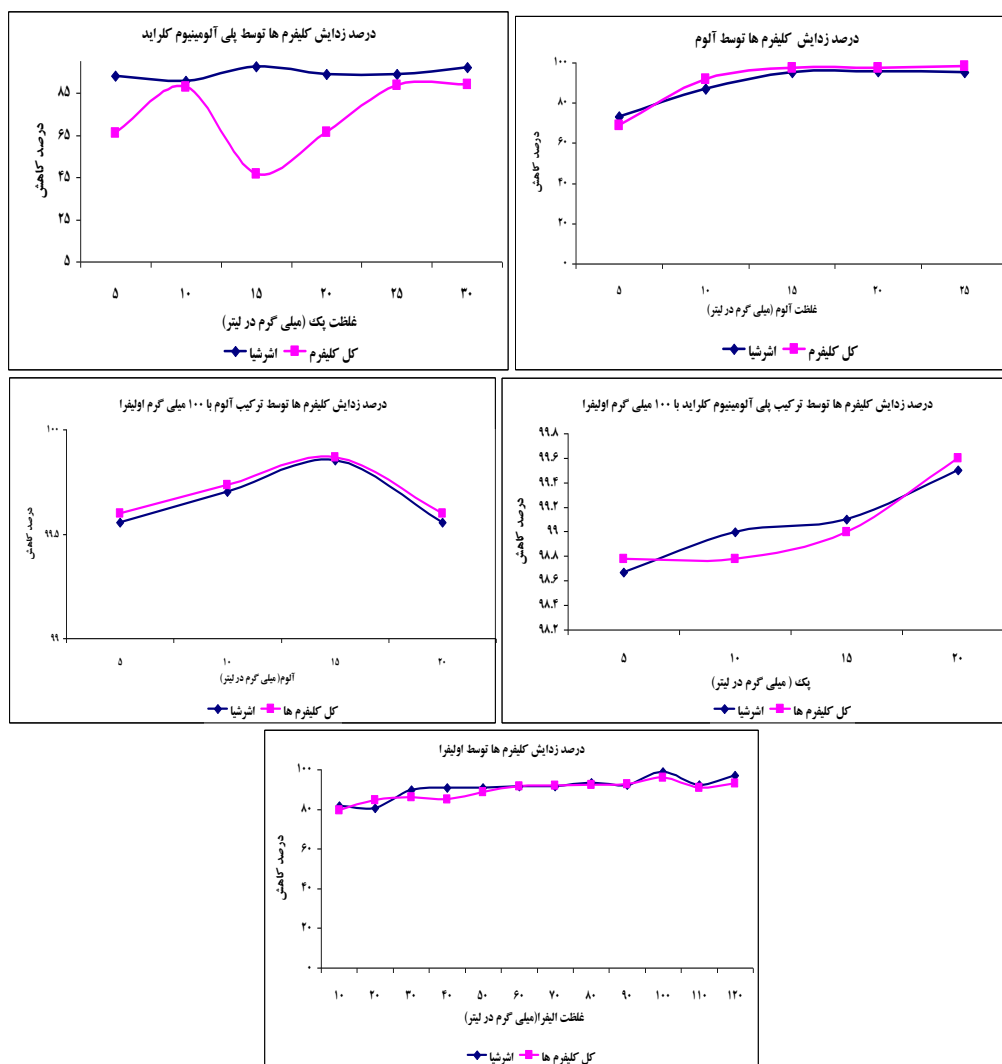 درصد زدایش کلیفرم ها توسط پلی آلومینیوم کلراید
درصد کاهش
۸۵
۶۵
۴۵
۲۵
۵
۵ ۱۰ ۱۵ ۲۰ ۲۵ ۳۰
غلظت پک (میلی گرم در لیتر)
اشرشیا کل کلیفرم
درصد زدایش کلیفرم ها توسط آلوم
درصد کاهش
۱۰۰
۸۰
۶۰
۴۰
۲۰
۰
۵ ۱۰ ۱۵ ۲۰ ۲۵
غلظت آلوم (میلی گرم در لیتر)
اشرشیا کل کلیفرم
درصد زدایش کلیفرم ها توسط ترکیب آلوم با ۱۰۰ میلی گرم اولیفرا
درصد کاهش
۱۰۰
۹۹.۵
۹۹
۵ ۱۰ ۱۵ ۲۰
آلوم(میلی گرم در لیتر)
اشرشیا کل کلیفرم ها
درصد زدایش کلیفرم ها توسط ترکیب پلی آلومینیوم کلراید با ۱۰۰ میلی گرم اولیفرا
درصد کاهش
۹۹.۸
۹۹.۶
۹۹.۴
۹۹.۲
۹۹
۹۸.۸
۹۸.۶
۹۸.۴
۹۸.۲
۵ ۱۰ ۱۵ ۲۰
پک ( میلی گرم در لیتر)
اشرشیا کل کلیفرم ها
درصد زدایش کلیفرم ها توسط اولیفرا
درصد کاهش
۱۰۰
۸۰
۶۰
۴۰
۲۰
۰
۱۰ ۲۰ ۳۰ ۴۰ ۵۰ ۶۰ ۷۰ ۸۰ ۹۰ ۱۰۰ ۱۱۰ ۱۲۰
غلظت الیفرا(میلی گرم در لیتر)
اشرشیا کل کلیفرم ها